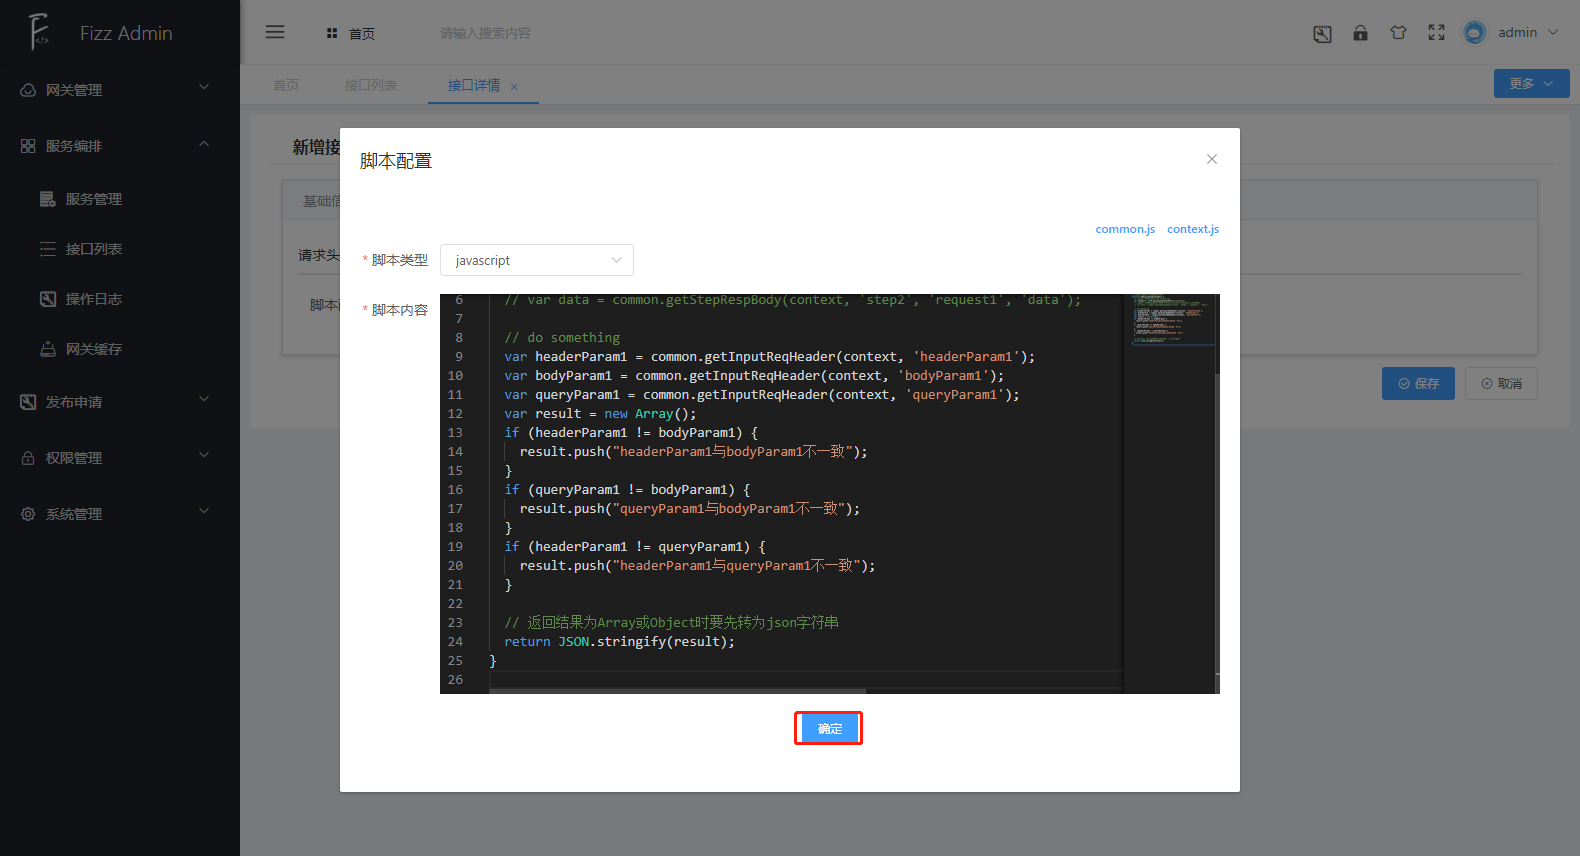 Fizz Admin
首页
请输入搜索内容
admin
首页
接口列表
接口详情
更多
网关管理
服务编排
服务管理
接口列表
操作日志
网关缓存
发布申请
权限管理
系统管理
新增接
基础信
请求头
脚本
保存
取消
脚本配置
common.js context.js
* 脚本类型
javascript
* 脚本内容
6 // var data = common.getStepRespBody(context, 'step2', 'request1', 'data');
7
8 // do something
9 var headerParam1 = common.getInputReqHeader(context, 'headerParam1');
10 var bodyParam1 = common.getInputReqHeader(context, 'bodyParam1');
11 var queryParam1 = common.getInputReqHeader(context, 'queryParam1');
12 var result = new Array();
13 if (headerParam1 != bodyParam1) {
14 result.push("headerParam1与bodyParam1不一致");
15 }
16 if (queryParam1 != bodyParam1) {
17 result.push("queryParam1与bodyParam1不一致");
18 }
19 if (headerParam1 != queryParam1) {
20 result.push("headerParam1与queryParam1不一致");
21 }
22
23 // 返回结果为Array或Object时要先转为json字符串
24 return JSON.stringify(result);
25 }
26
确定